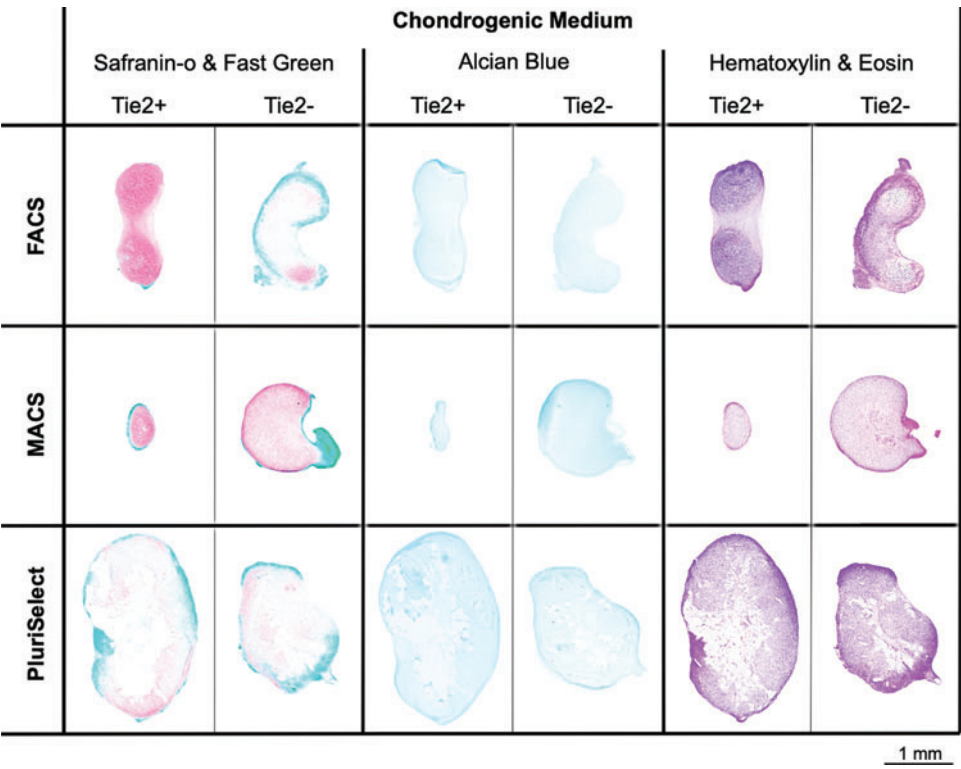 Chondrogenic Medium
Safranin-o & Fast Green Alcian Blue Hematoxylin & Eosin
Tie2+ Tie2- Tie2+ Tie2- Tie2+ Tie2-
FACS
MACS
PluriSelect
1 mm